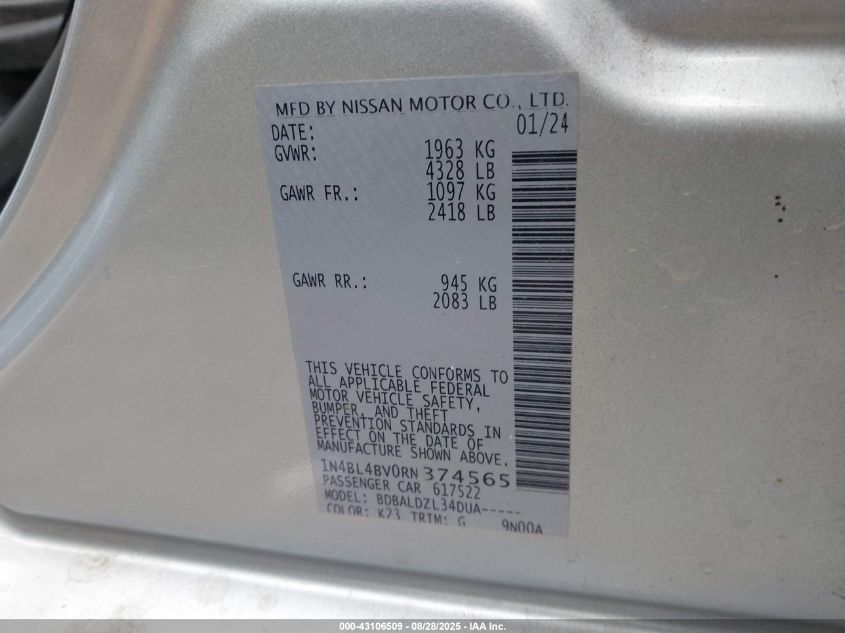 MFD BY NISSAN MOTOR CO., LTD.
DATE: 01/24
GVWR: 1963 KG
4328 LB
GAWR FR.: 1097 KG
2418 LB
GAWR RR.: 945 KG
2083 LB
THIS VEHICLE CONFORMS TO
ALL APPLICABLE FEDERAL
MOTOR VEHICLE SAFETY,
BUMPER, AND THEFT
PREVENTION STANDARDS IN
EFFECT ON THE DATE OF
MANUFACTURE SHOWN ABOVE.
1N4BL4BV0RN374565
PASSENGER CAR 617522
MODEL: BDBALDZL34DUA-----
COLOR: K23 TRIM: G 9N00A
000-43106509 - 08/28/2025 - IAA Inc.